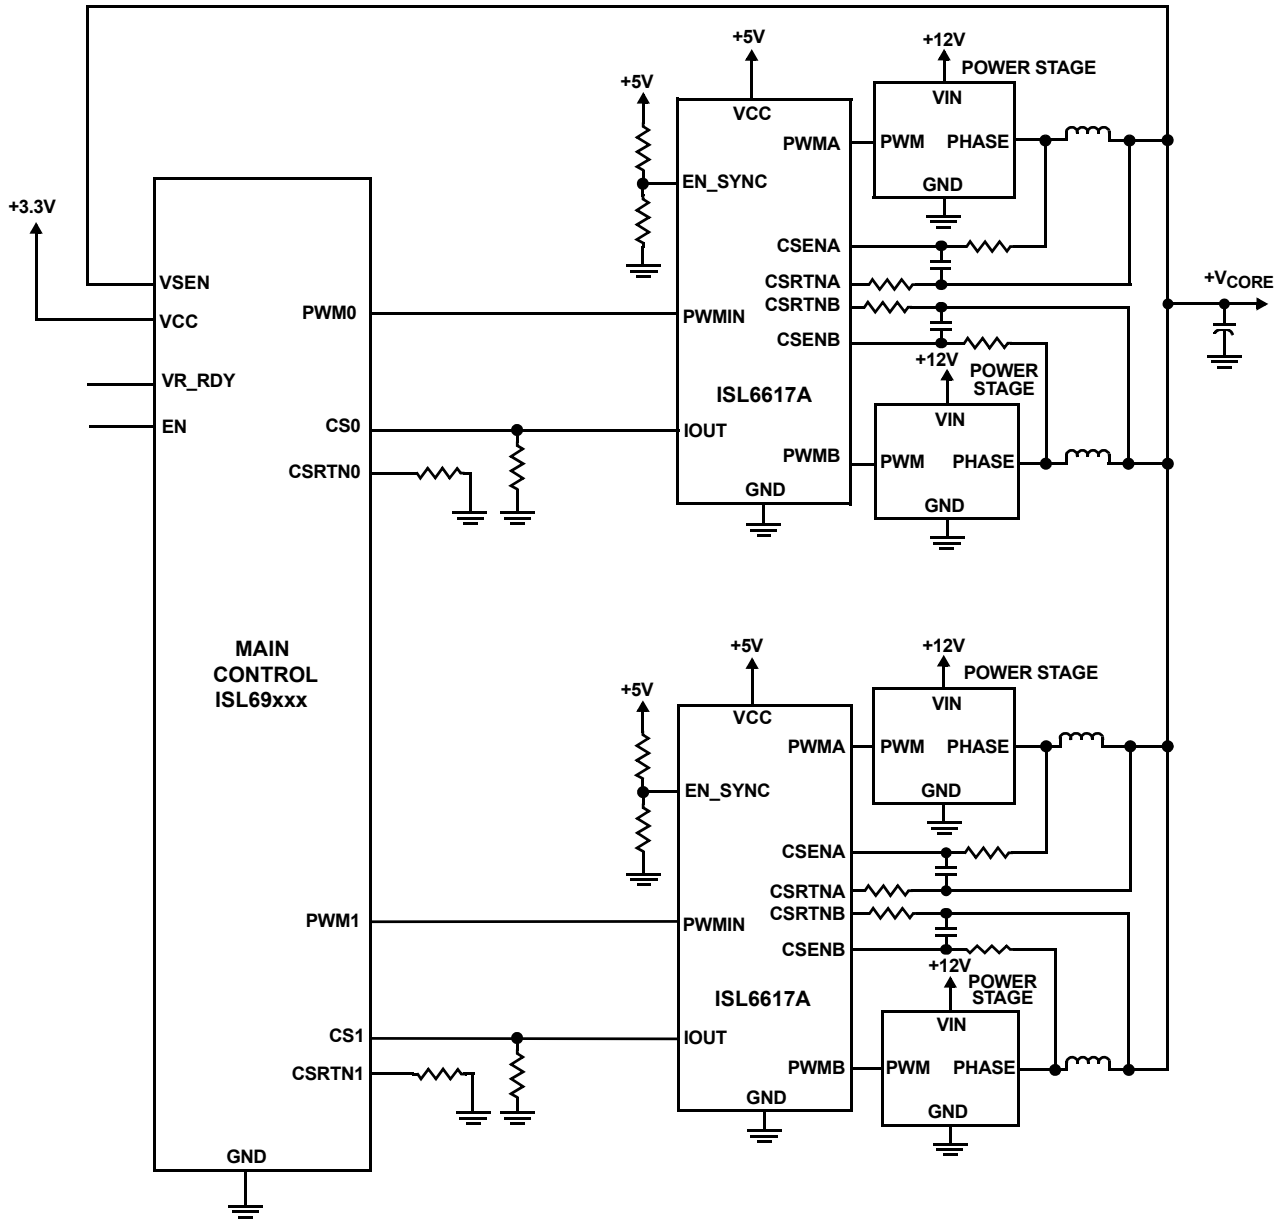 +5V
+12V
POWER STAGE
+5V
VCC
VIN
PWMA
PWM
PHASE
EN_SYNC
GND
+3.3V
CSENA
VSEN
CSRTNA
+VCORE
CSRTNB
VCC
PWM0
PWMIN
CSENB
+12V
POWER
STAGE
VR_RDY
ISL6617A
VIN
EN
CS0
IOUT
PWMB
PWM
PHASE
CSRTN0
GND
GND
MAIN
CONTROL
ISL69xxx
+5V
+12V
POWER STAGE
+5V
VCC
VIN
PWMA
PWM
PHASE
EN_SYNC
GND
CSENA
CSRTNA
CSRTNB
PWM1
PWMIN
CSENB
+12V
POWER
STAGE
ISL6617A
VIN
CS1
IOUT
PWMB
PWM
PHASE
CSRTN1
GND
GND
GND